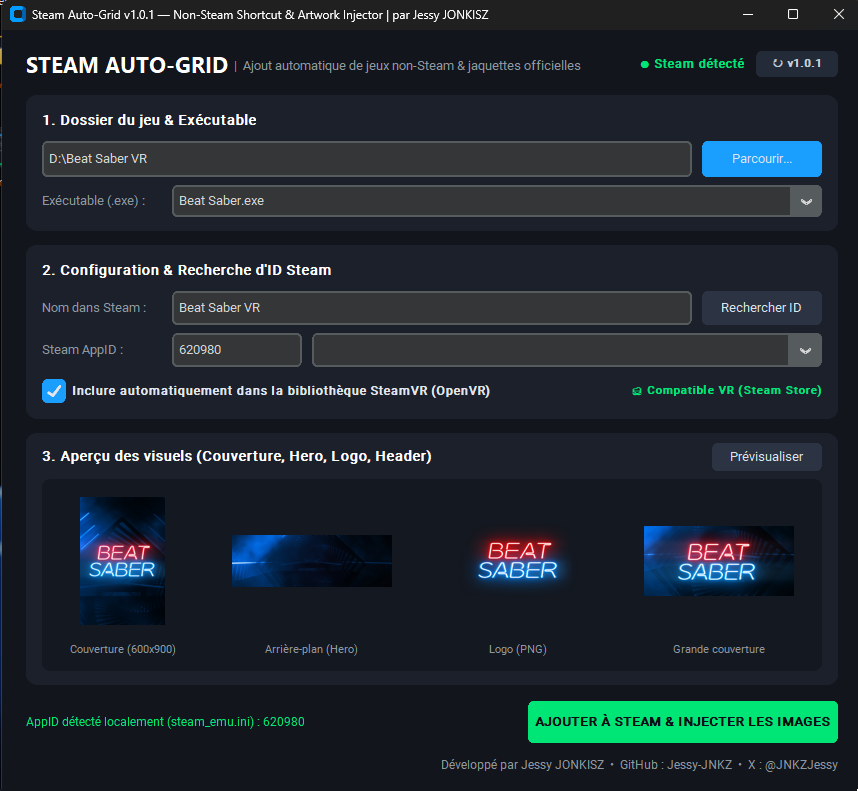 Steam Auto-Grid v1.0.1 — Non-Steam Shortcut & Artwork Injector | par Jessy JONKISZ
STEAM AUTO-GRID | Ajout automatique de jeux non-Steam & jaquettes officielles
Steam détecté
↻ v1.0.1
1. Dossier du jeu & Exécutable
D:\Beat Saber VR
Parcourir...
Exécutable (.exe) :
Beat Saber.exe
2. Configuration & Recherche d'ID Steam
Nom dans Steam :
Beat Saber VR
Rechercher ID
Steam AppID :
620980
Inclure automatiquement dans la bibliothèque SteamVR (OpenVR)
Compatible VR (Steam Store)
3. Aperçu des visuels (Couverture, Hero, Logo, Header)
Prévisualiser
BEAT
SABER
BEAT
SABER
BEAT
SABER
Couverture (600x900)
Arrière-plan (Hero)
Logo (PNG)
Grande couverture
AppID détecté localement (steam_emu.ini) : 620980
AJOUTER À STEAM & INJECTER LES IMAGES
Développé par Jessy JONKISZ • GitHub : Jessy-JNKZ • X : @JNKZJessy